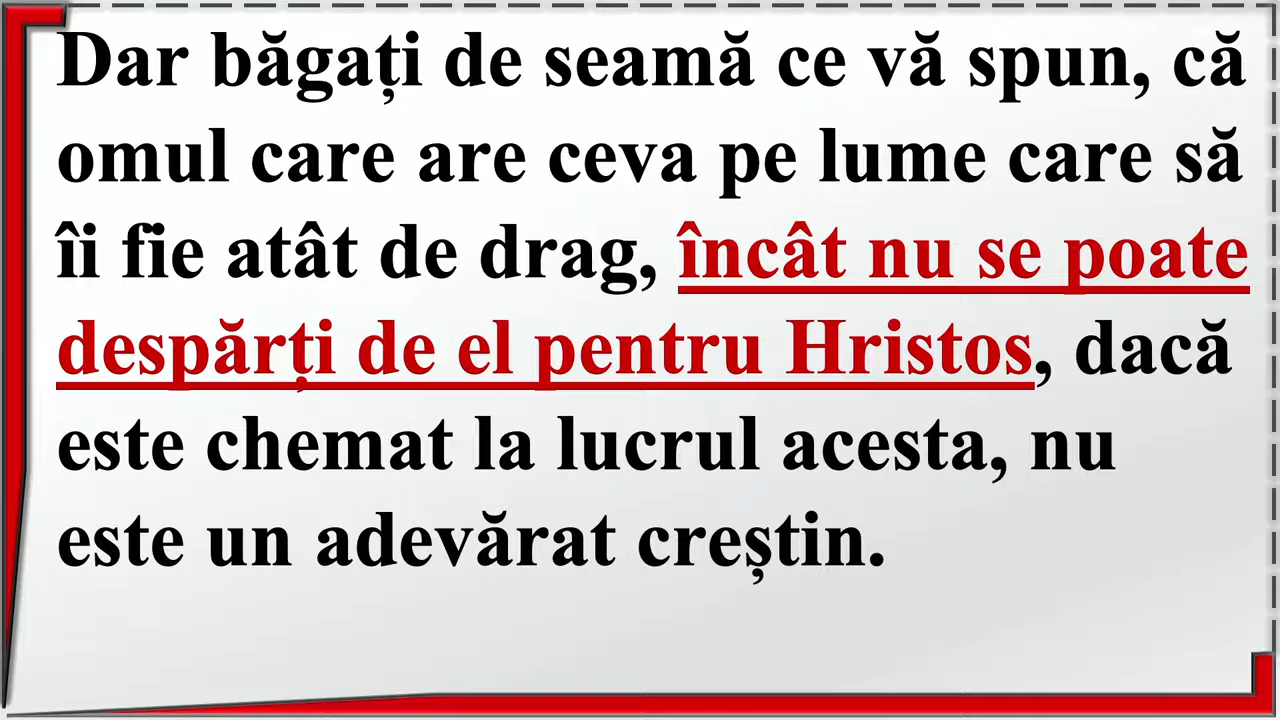 Dar băgați de seamă ce vă spun, că
omul care are ceva pe lume care să
îi fie atât de drag, încât nu se poate
despărți de el pentru Hristos, dacă
este chemat la lucrul acesta, nu
este un adevărat creștin.